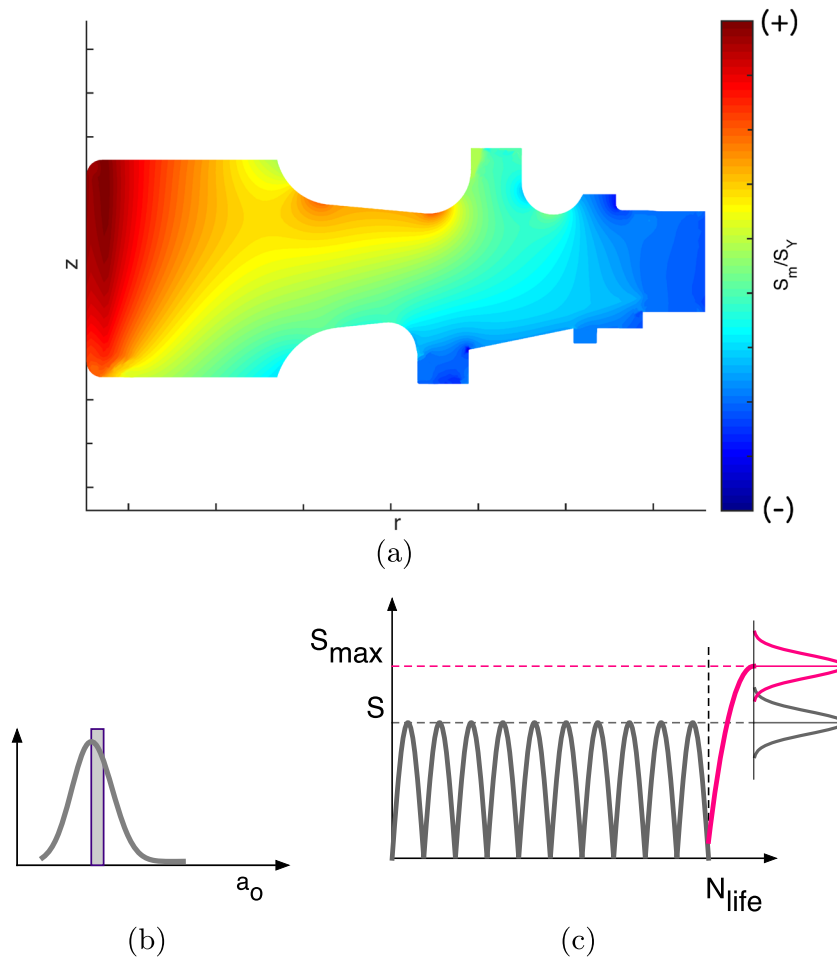 (+)
z
S_m/S_Y
(-)
r
(a)
S_max
S
a_o
N_life
(b)
(c)